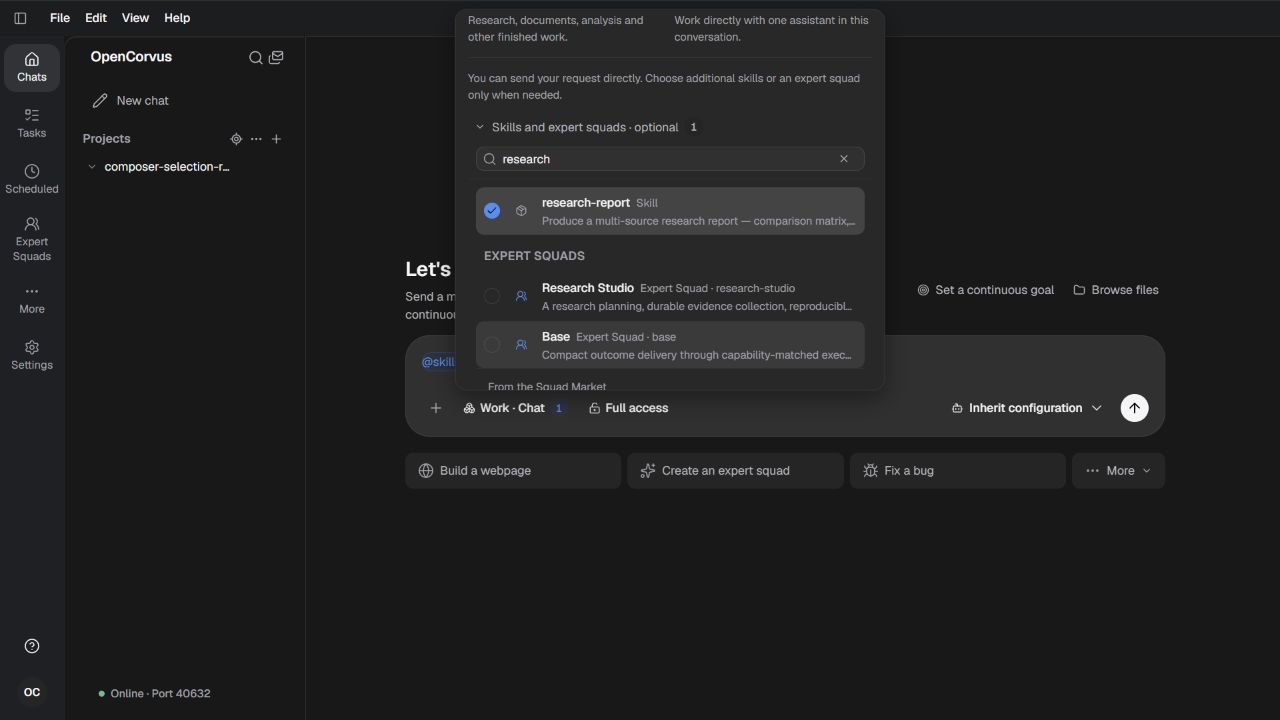 File Edit View Help
Chats
Tasks
Scheduled
Expert
Squads
More
Settings
OC
OpenCorvus
New chat
Projects
composer-selection-r...
Online · Port 40632
Research, documents, analysis and
other finished work.
Work directly with one assistant in this
conversation.
You can send your request directly. Choose additional skills or an expert squad
only when needed.
Skills and expert squads · optional 1
research
research-report Skill
Produce a multi-source research report — comparison matrix,...
EXPERT SQUADS
Research Studio Expert Squad · research-studio
A research planning, durable evidence collection, reproducibl...
Base Expert Squad · base
Compact outcome delivery through capability-matched exec...
From the Squad Market
Let's
Send a m
continuou
Set a continuous goal
Browse files
@skill
Work · Chat 1
Full access
Inherit configuration
Build a webpage
Create an expert squad
Fix a bug
More